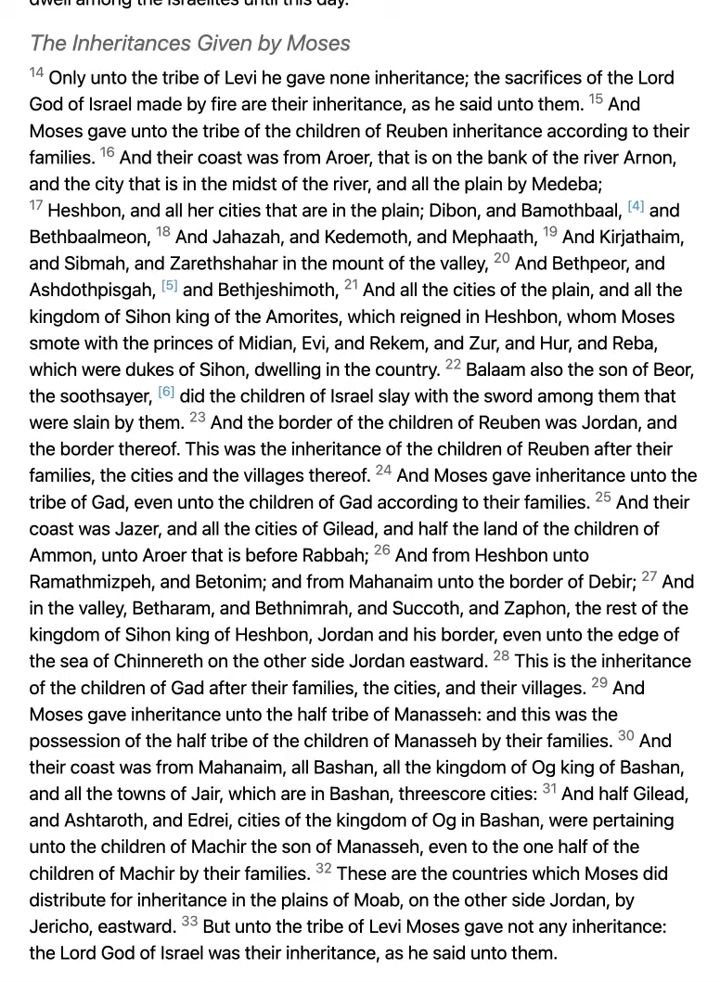 dwell among the Israelites until this day.
The Inheritances Given by Moses
14 Only unto the tribe of Levi he gave none inheritance; the sacrifices of the Lord
God of Israel made by fire are their inheritance, as he said unto them. 15 And
Moses gave unto the tribe of the children of Reuben inheritance according to their
families. 16 And their coast was from Aroer, that is on the bank of the river Arnon,
and the city that is in the midst of the river, and all the plain by Medeba;
17 Heshbon, and all her cities that are in the plain; Dibon, and Bamothbaal, [4] and
Bethbaalmeon, 18 And Jahazah, and Kedemoth, and Mephaath, 19 And Kirjathaim,
and Sibmah, and Zarethshahar in the mount of the valley, 20 And Bethpeor, and
Ashdothpisgah, [5] and Bethjeshimoth, 21 And all the cities of the plain, and all the
kingdom of Sihon king of the Amorites, which reigned in Heshbon, whom Moses
smote with the princes of Midian, Evi, and Rekem, and Zur, and Hur, and Reba,
which were dukes of Sihon, dwelling in the country. 22 Balaam also the son of Beor,
the soothsayer, [6] did the children of Israel slay with the sword among them that
were slain by them. 23 And the border of the children of Reuben was Jordan, and
the border thereof. This was the inheritance of the children of Reuben after their
families, the cities and the villages thereof. 24 And Moses gave inheritance unto the
tribe of Gad, even unto the children of Gad according to their families. 25 And their
coast was Jazer, and all the cities of Gilead, and half the land of the children of
Ammon, unto Aroer that is before Rabbah; 26 And from Heshbon unto
Ramathmizpeh, and Betonim; and from Mahanaim unto the border of Debir; 27 And
in the valley, Betharam, and Bethnimrah, and Succoth, and Zaphon, the rest of the
kingdom of Sihon king of Heshbon, Jordan and his border, even unto the edge of
the sea of Chinnereth on the other side Jordan eastward. 28 This is the inheritance
of the children of Gad after their families, the cities, and their villages. 29 And
Moses gave inheritance unto the half tribe of Manasseh: and this was the
possession of the half tribe of the children of Manasseh by their families. 30 And
their coast was from Mahanaim, all Bashan, all the kingdom of Og king of Bashan,
and all the towns of Jair, which are in Bashan, threescore cities: 31 And half Gilead,
and Ashtaroth, and Edrei, cities of the kingdom of Og in Bashan, were pertaining
unto the children of Machir the son of Manasseh, even to the one half of the
children of Machir by their families. 32 These are the countries which Moses did
distribute for inheritance in the plains of Moab, on the other side Jordan, by
Jericho, eastward. 33 But unto the tribe of Levi Moses gave not any inheritance:
the Lord God of Israel was their inheritance, as he said unto them.